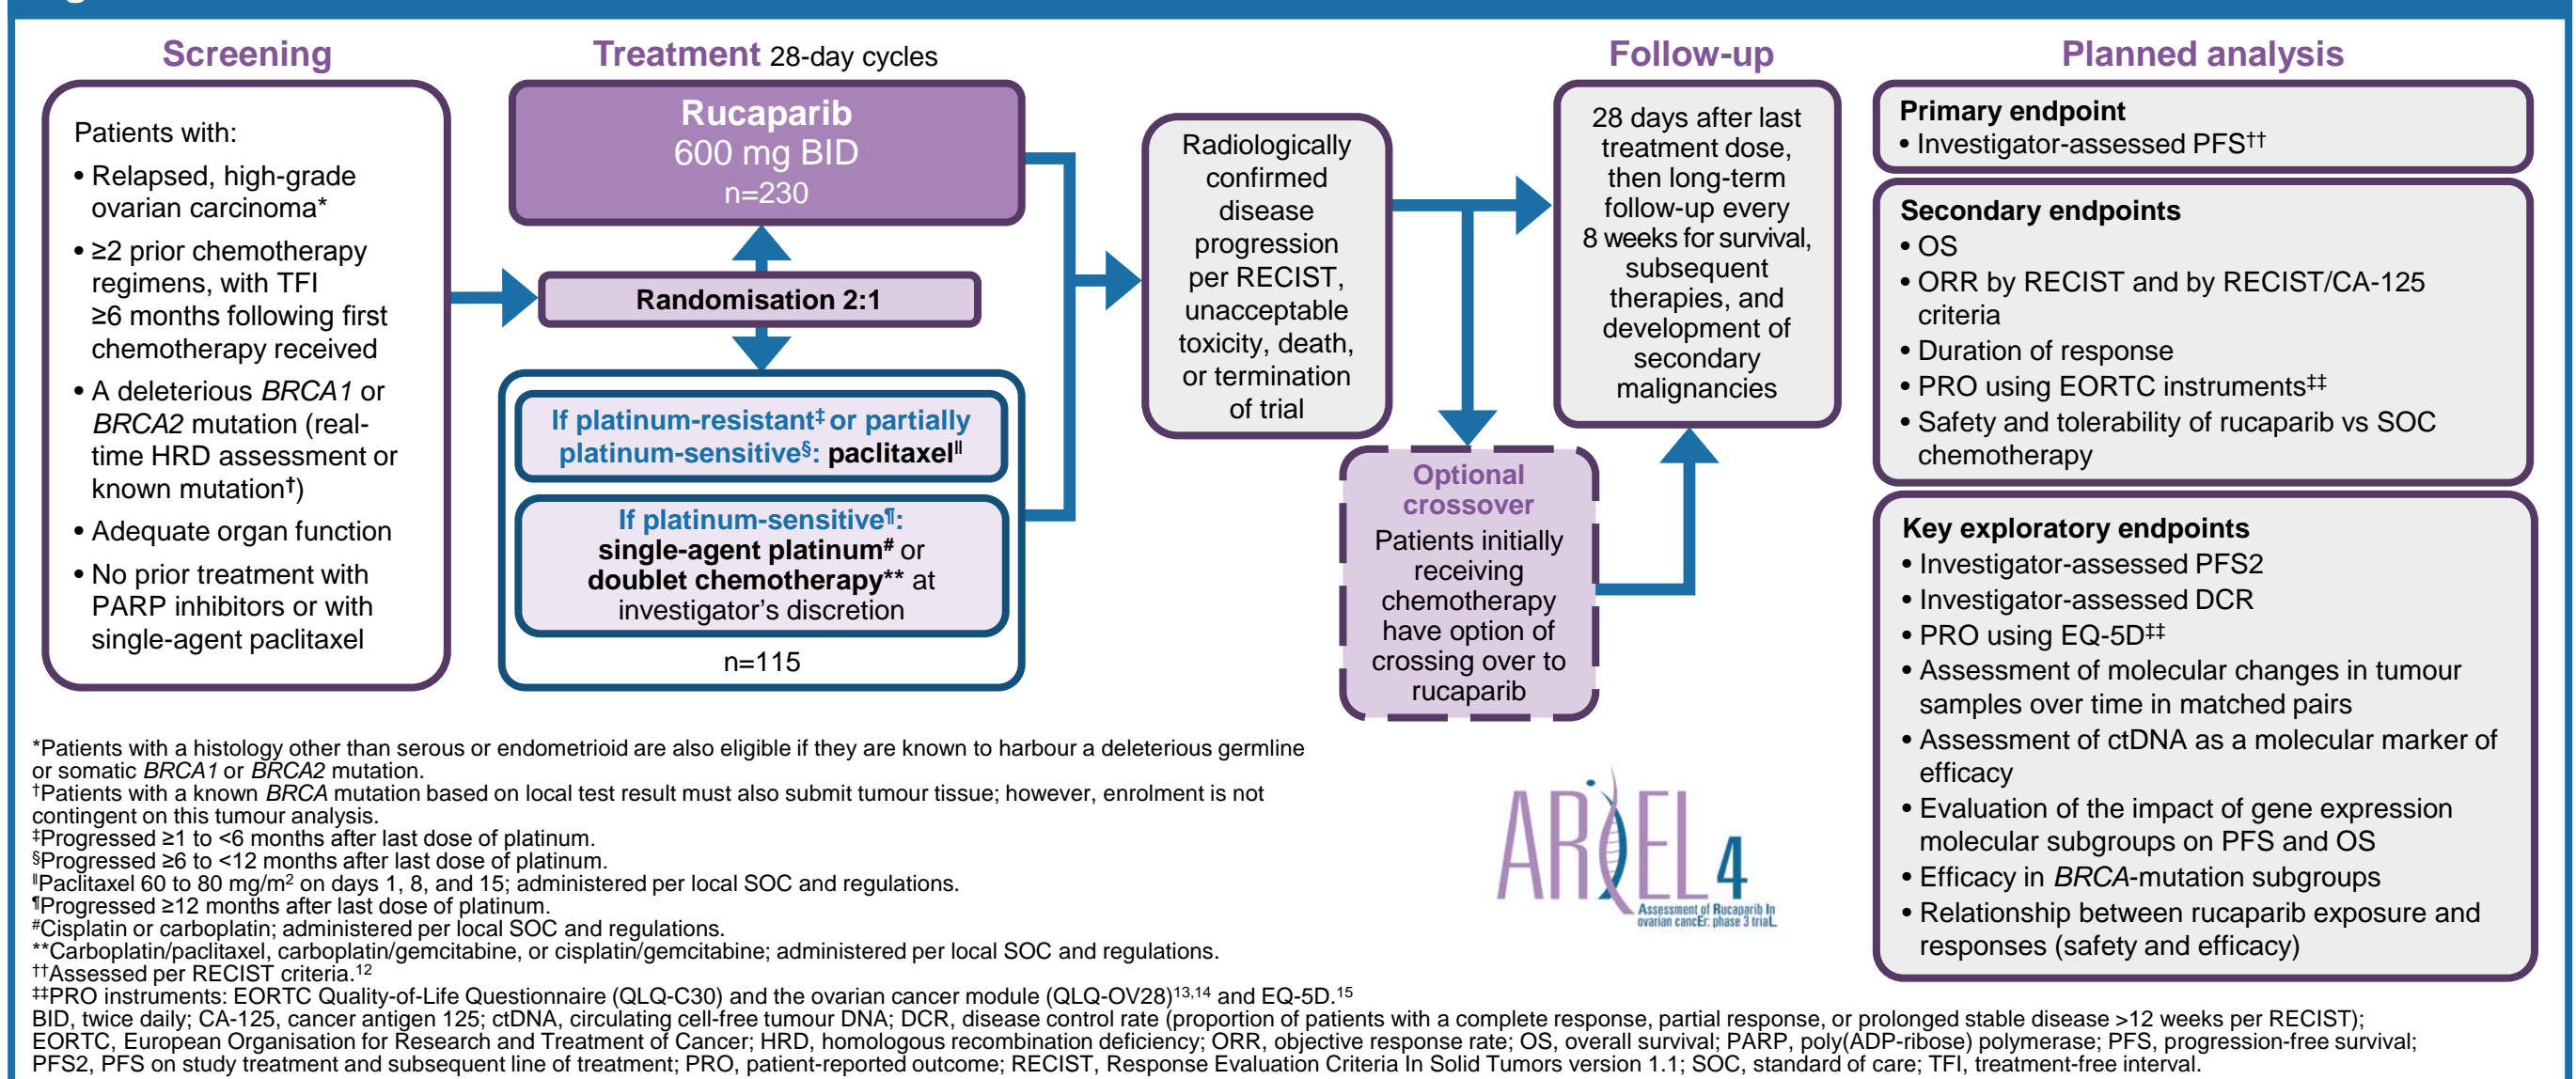 Screening
Patients with:
• Relapsed, high-grade
ovarian carcinoma*
• ≥2 prior chemotherapy
regimens, with TFI
≥6 months following first
chemotherapy received
• A deleterious BRCA1 or
BRCA2 mutation (real-
time HRD assessment or
known mutation†)
• Adequate organ function
• No prior treatment with
PARP inhibitors or with
single-agent paclitaxel
Treatment 28-day cycles
Rucaparib
600 mg BID
n=230
Randomisation 2:1
If platinum-resistant‡ or partially
platinum-sensitive§: paclitaxel‖
If platinum-sensitive¶:
single-agent platinum# or
doublet chemotherapy** at
investigator’s discretion
n=115
Radiologically
confirmed
disease
progression
per RECIST,
unacceptable
toxicity, death,
or termination
of trial
Optional
crossover
Patients initially
receiving
chemotherapy
have option of
crossing over to
rucaparib
Follow-up
28 days after last
treatment dose,
then long-term
follow-up every
8 weeks for survival,
subsequent
therapies, and
development of
secondary
malignancies
Planned analysis
Primary endpoint
• Investigator-assessed PFS††
Secondary endpoints
• OS
• ORR by RECIST and by RECIST/CA-125
criteria
• Duration of response
• PRO using EORTC instruments‡‡
• Safety and tolerability of rucaparib vs SOC
chemotherapy
Key exploratory endpoints
• Investigator-assessed PFS2
• Investigator-assessed DCR
• PRO using EQ-5D‡‡
• Assessment of molecular changes in tumour
samples over time in matched pairs
• Assessment of ctDNA as a molecular marker of
efficacy
• Evaluation of the impact of gene expression
molecular subgroups on PFS and OS
• Efficacy in BRCA-mutation subgroups
• Relationship between rucaparib exposure and
responses (safety and efficacy)
ARIEL 4
Assessment of Rucaparib In
ovarian cancEr: phase 3 triaL
*Patients with a histology other than serous or endometrioid are also eligible if they are known to harbour a deleterious germline
or somatic BRCA1 or BRCA2 mutation.
†Patients with a known BRCA mutation based on local test result must also submit tumour tissue; however, enrolment is not
contingent on this tumour analysis.
‡Progressed ≥1 to <6 months after last dose of platinum.
§Progressed ≥6 to <12 months after last dose of platinum.
‖Paclitaxel 60 to 80 mg/m² on days 1, 8, and 15; administered per local SOC and regulations.
¶Progressed ≥12 months after last dose of platinum.
#Cisplatin or carboplatin; administered per local SOC and regulations.
**Carboplatin/paclitaxel, carboplatin/gemcitabine, or cisplatin/gemcitabine; administered per local SOC and regulations.
††Assessed per RECIST criteria.¹²
‡‡PRO instruments: EORTC Quality-of-Life Questionnaire (QLQ-C30) and the ovarian cancer module (QLQ-OV28)¹³,¹⁴ and EQ-5D.¹⁵
BID, twice daily; CA-125, cancer antigen 125; ctDNA, circulating cell-free tumour DNA; DCR, disease control rate (proportion of patients with a complete response, partial response, or prolonged stable disease >12 weeks per RECIST);
EORTC, European Organisation for Research and Treatment of Cancer; HRD, homologous recombination deficiency; ORR, objective response rate; OS, overall survival; PARP, poly(ADP-ribose) polymerase; PFS, progression-free survival;
PFS2, PFS on study treatment and subsequent line of treatment; PRO, patient-reported outcome; RECIST, Response Evaluation Criteria In Solid Tumors version 1.1; SOC, standard of care; TFI, treatment-free interval.